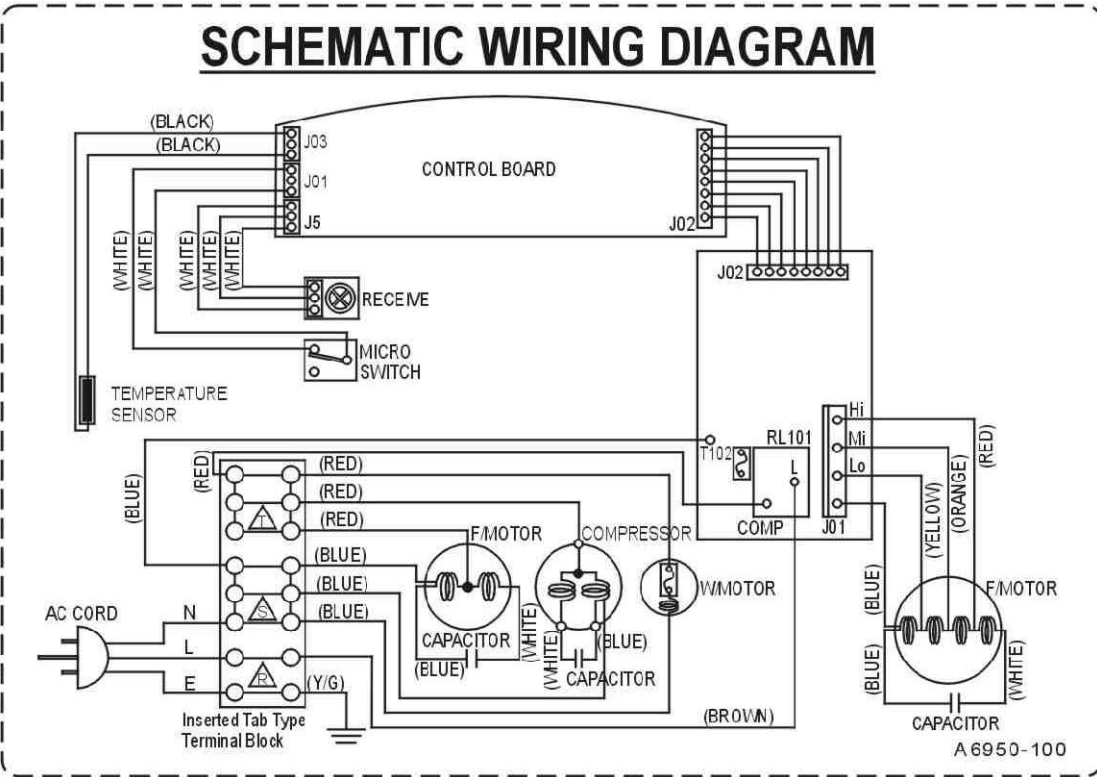 SCHEMATIC WIRING DIAGRAM
(BLACK)
(BLACK)
J03
J01
J5
CONTROL BOARD
J02
(WHITE)
(WHITE)
(WHITE)
(WHITE)
(WHITE)
J02
RECEIVE
MICRO
SWITCH
TEMPERATURE
SENSOR
Hi
Mi
Lo
RL101
T102
L
COMP
J01
(RED)
(ORANGE)
(YELLOW)
(BLUE)
(RED)
(RED)
(RED)
(RED)
T
F/MOTOR
COMPRESSOR
W/MOTOR
F/MOTOR
(BLUE)
(BLUE)
(BLUE)
S
(BLUE)
AC CORD
N
L
E
R
(Y/G)
CAPACITOR
(BLUE)
(WHITE)
(WHITE)
(BLUE)
CAPACITOR
(BLUE)
(WHITE)
CAPACITOR
(BROWN)
Inserted Tab Type
Terminal Block
A6950-100